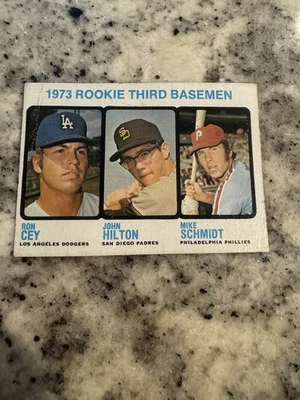 1973 ROOKIE THIRD BASEMEN
LA
SD
P
RON
CEY
LOS ANGELES DODGERS
JOHN
HILTON
SAN DIEGO PADRES
MIKE
SCHMIDT
PHILADELPHIA PHILLIES